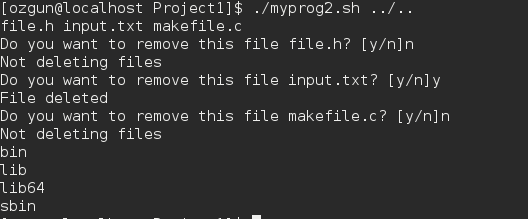 [ozgun@localhost Project1]$ ./myprog2.sh ../..
file.h input.txt makefile.c
Do you want to remove this file file.h? [y/n]n
Not deleting files
Do you want to remove this file input.txt? [y/n]y
File deleted
Do you want to remove this file makefile.c? [y/n]n
Not deleting files
bin
lib
lib64
sbin